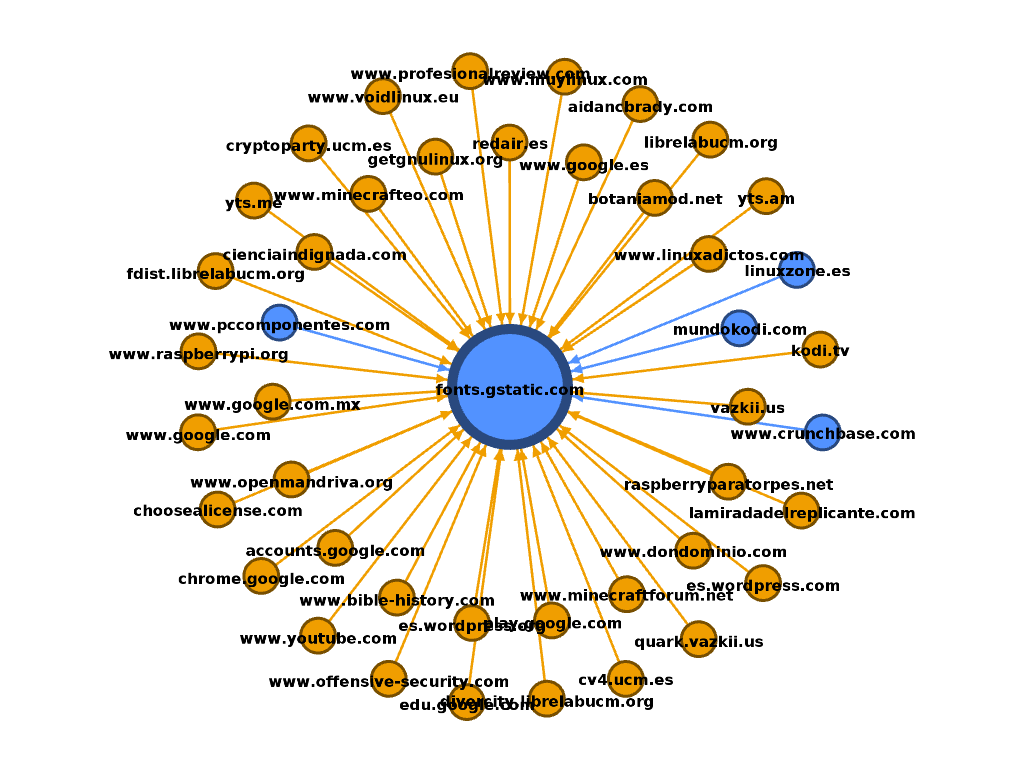 www.profesionalreview.com
www.muylinux.com
www.voidlinux.eu
aidancbrady.com
cryptoparty.ucm.es
redair.es
librelabucm.org
getgnulinux.org
www.google.es
www.minecrafteo.com
yts.me
botaniamod.net
yts.am
cienciaindignada.com
www.linuxadictos.com
fdist.librelabucm.org
linuxzone.es
www.pccomponentes.com
mundokodi.com
www.raspberrypi.org
kodi.tv
fonts.gstatic.com
www.google.com.mx
vazkii.us
www.google.com
www.crunchbase.com
www.openmandriva.org
raspberryparatorpes.net
choosealicense.com
lamiradadelreplicante.com
accounts.google.com
www.dondominio.com
chrome.google.com
es.wordpress.com
www.bible-history.com
www.minecraftforum.net
es.wordpress.org
play.google.com
www.youtube.com
quark.vazkii.us
www.offensive-security.com
cv4.ucm.es
edu.google.com
divercity.librelabucm.org